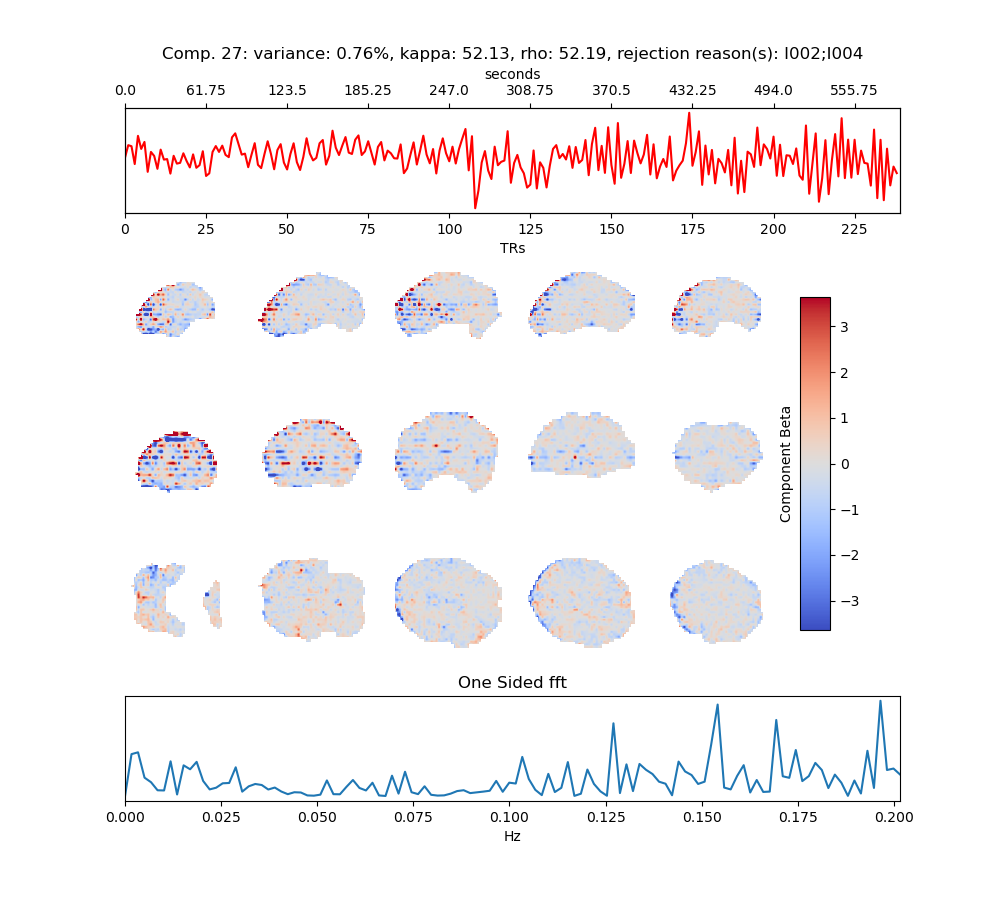 Comp. 27: variance: 0.76%, kappa: 52.13, rho: 52.19, rejection reason(s): I002;I004
seconds
0.0 61.75 123.5 185.25 247.0 308.75 370.5 432.25 494.0 555.75
0 25 50 75 100 125 150 175 200 225
TRs
3
2
1
0
−1
−2
−3
Component Beta
One Sided fft
0.000 0.025 0.050 0.075 0.100 0.125 0.150 0.175 0.200
Hz